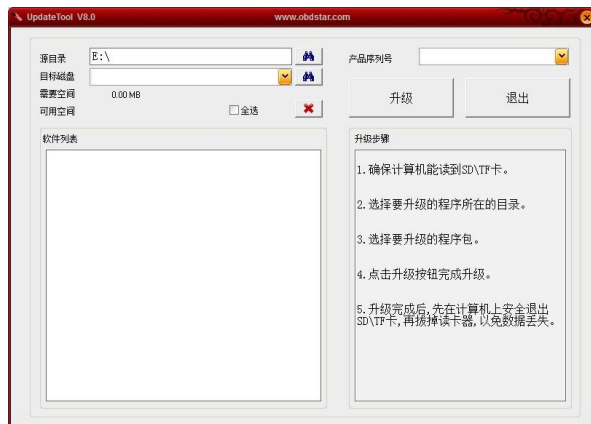 UpdateTool V8.0 www.obdstar.com
源目录 E:\ 产品序列号
目标磁盘
需要空间 0.00 MB
升级 退出
可用空间 全选
软件列表
升级步骤
1.确保计算机能读到SD\TF卡。
2.选择要升级的程序所在的目录。
3.选择要升级的程序包。
4.点击升级按钮完成升级。
5.升级完成后,先在计算机上安全退出
SD\TF卡,再拔掉读卡器,以免数据丢失。